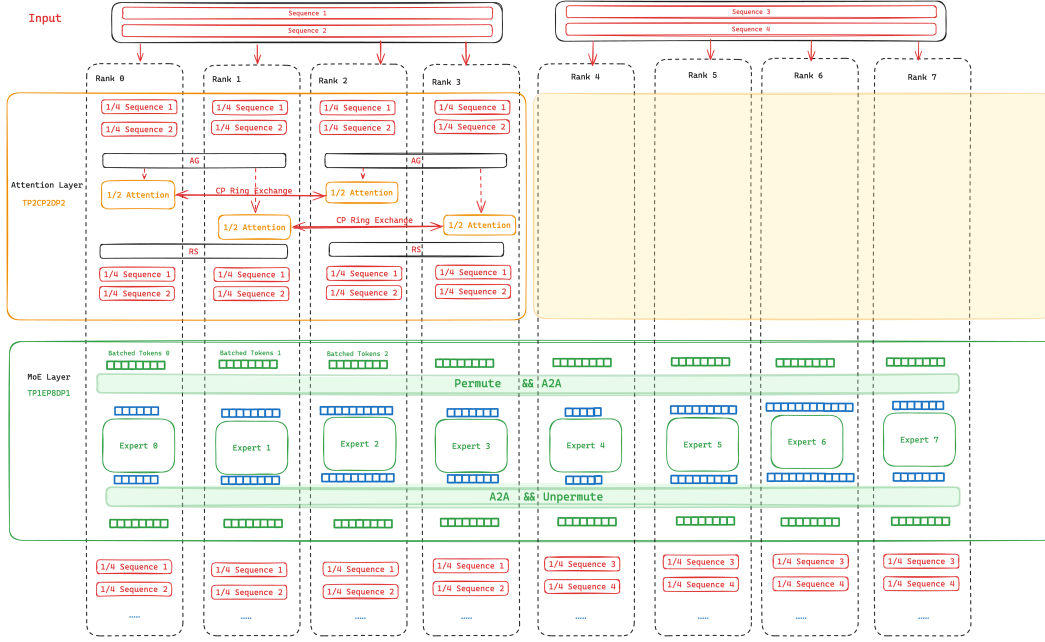 Input
Sequence 1
Sequence 2
Sequence 3
Sequence 4
Rank 0
Rank 1
Rank 2
Rank 3
Rank 4
Rank 5
Rank 6
Rank 7
1/4 Sequence 1
1/4 Sequence 1
1/4 Sequence 1
1/4 Sequence 1
1/4 Sequence 2
1/4 Sequence 2
1/4 Sequence 2
1/4 Sequence 2
AG
AG
Attention Layer
TP2CP2DP2
1/2 Attention
CP Ring Exchange
1/2 Attention
1/2 Attention
CP Ring Exchange
1/2 Attention
RS
RS
1/4 Sequence 1
1/4 Sequence 1
1/4 Sequence 1
1/4 Sequence 1
1/4 Sequence 2
1/4 Sequence 2
1/4 Sequence 2
1/4 Sequence 2
Batched Tokens 0
Batched Tokens 1
Batched Tokens 2
MoE Layer
TP1EP8DP1
Permute && A2A
Expert 0
Expert 1
Expert 2
Expert 3
Expert 4
Expert 5
Expert 6
Expert 7
A2A && Unpermute
1/4 Sequence 1
1/4 Sequence 1
1/4 Sequence 1
1/4 Sequence 1
1/4 Sequence 3
1/4 Sequence 3
1/4 Sequence 3
1/4 Sequence 3
1/4 Sequence 2
1/4 Sequence 2
1/4 Sequence 2
1/4 Sequence 2
1/4 Sequence 4
1/4 Sequence 4
1/4 Sequence 4
1/4 Sequence 4
.....
.....
.....
.....
.....
.....
.....
.....